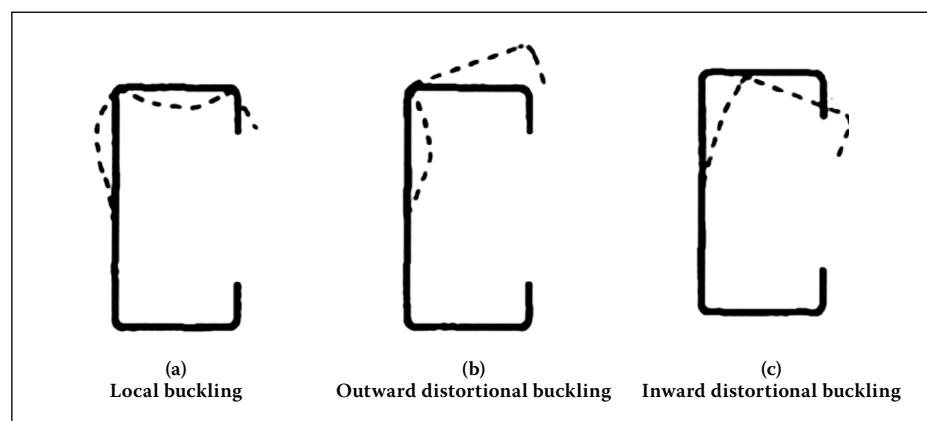 (a)
Local buckling
(b)
Outward distortional buckling
(c)
Inward distortional buckling